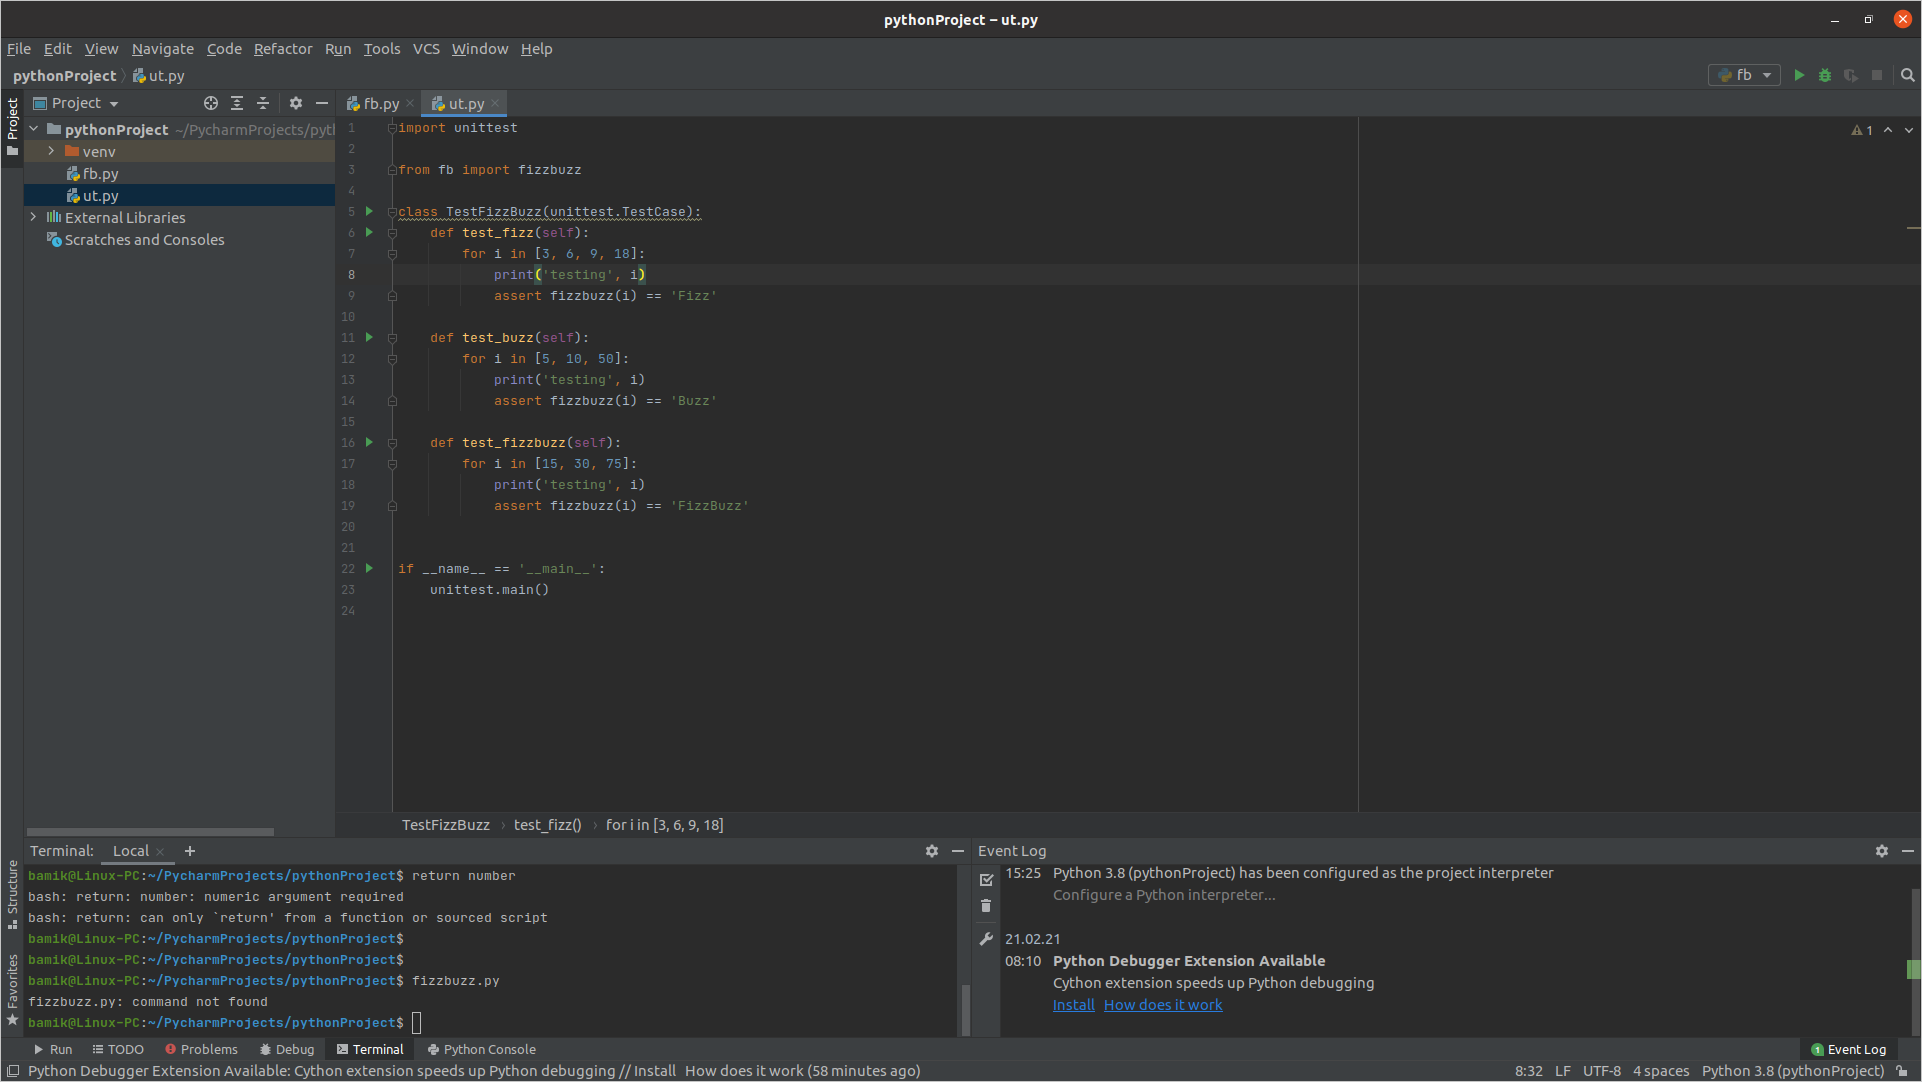 pythonProject – ut.py
File Edit View Navigate Code Refactor Run Tools VCS Window Help
pythonProject ut.py
fb
Project
Project
fb.py
ut.py
pythonProject ~/PycharmProjects/pyt
venv
fb.py
ut.py
External Libraries
Scratches and Consoles
1
1 import unittest
2
3 from fb import fizzbuzz
4
5 class TestFizzBuzz(unittest.TestCase):
6 def test_fizz(self):
7 for i in [3, 6, 9, 18]:
8 print('testing', i)
9 assert fizzbuzz(i) == 'Fizz'
10
11 def test_buzz(self):
12 for i in [5, 10, 50]:
13 print('testing', i)
14 assert fizzbuzz(i) == 'Buzz'
15
16 def test_fizzbuzz(self):
17 for i in [15, 30, 75]:
18 print('testing', i)
19 assert fizzbuzz(i) == 'FizzBuzz'
20
21
22 if __name__ == '__main__':
23 unittest.main()
24
TestFizzBuzz test_fizz() for i in [3, 6, 9, 18]
Structure
Favorites
Terminal: Local
bamik@Linux-PC:~/PycharmProjects/pythonProject$ return number
bash: return: number: numeric argument required
bash: return: can only `return' from a function or sourced script
bamik@Linux-PC:~/PycharmProjects/pythonProject$
bamik@Linux-PC:~/PycharmProjects/pythonProject$
bamik@Linux-PC:~/PycharmProjects/pythonProject$ fizzbuzz.py
fizzbuzz.py: command not found
bamik@Linux-PC:~/PycharmProjects/pythonProject$
Event Log
15:25 Python 3.8 (pythonProject) has been configured as the project interpreter
Configure a Python interpreter...
21.02.21
08:10 Python Debugger Extension Available
Cython extension speeds up Python debugging
Install How does it work
Run TODO Problems Debug Terminal Python Console
1 Event Log
Python Debugger Extension Available: Cython extension speeds up Python debugging // Install How does it work (58 minutes ago)
8:32 LF UTF-8 4 spaces Python 3.8 (pythonProject)